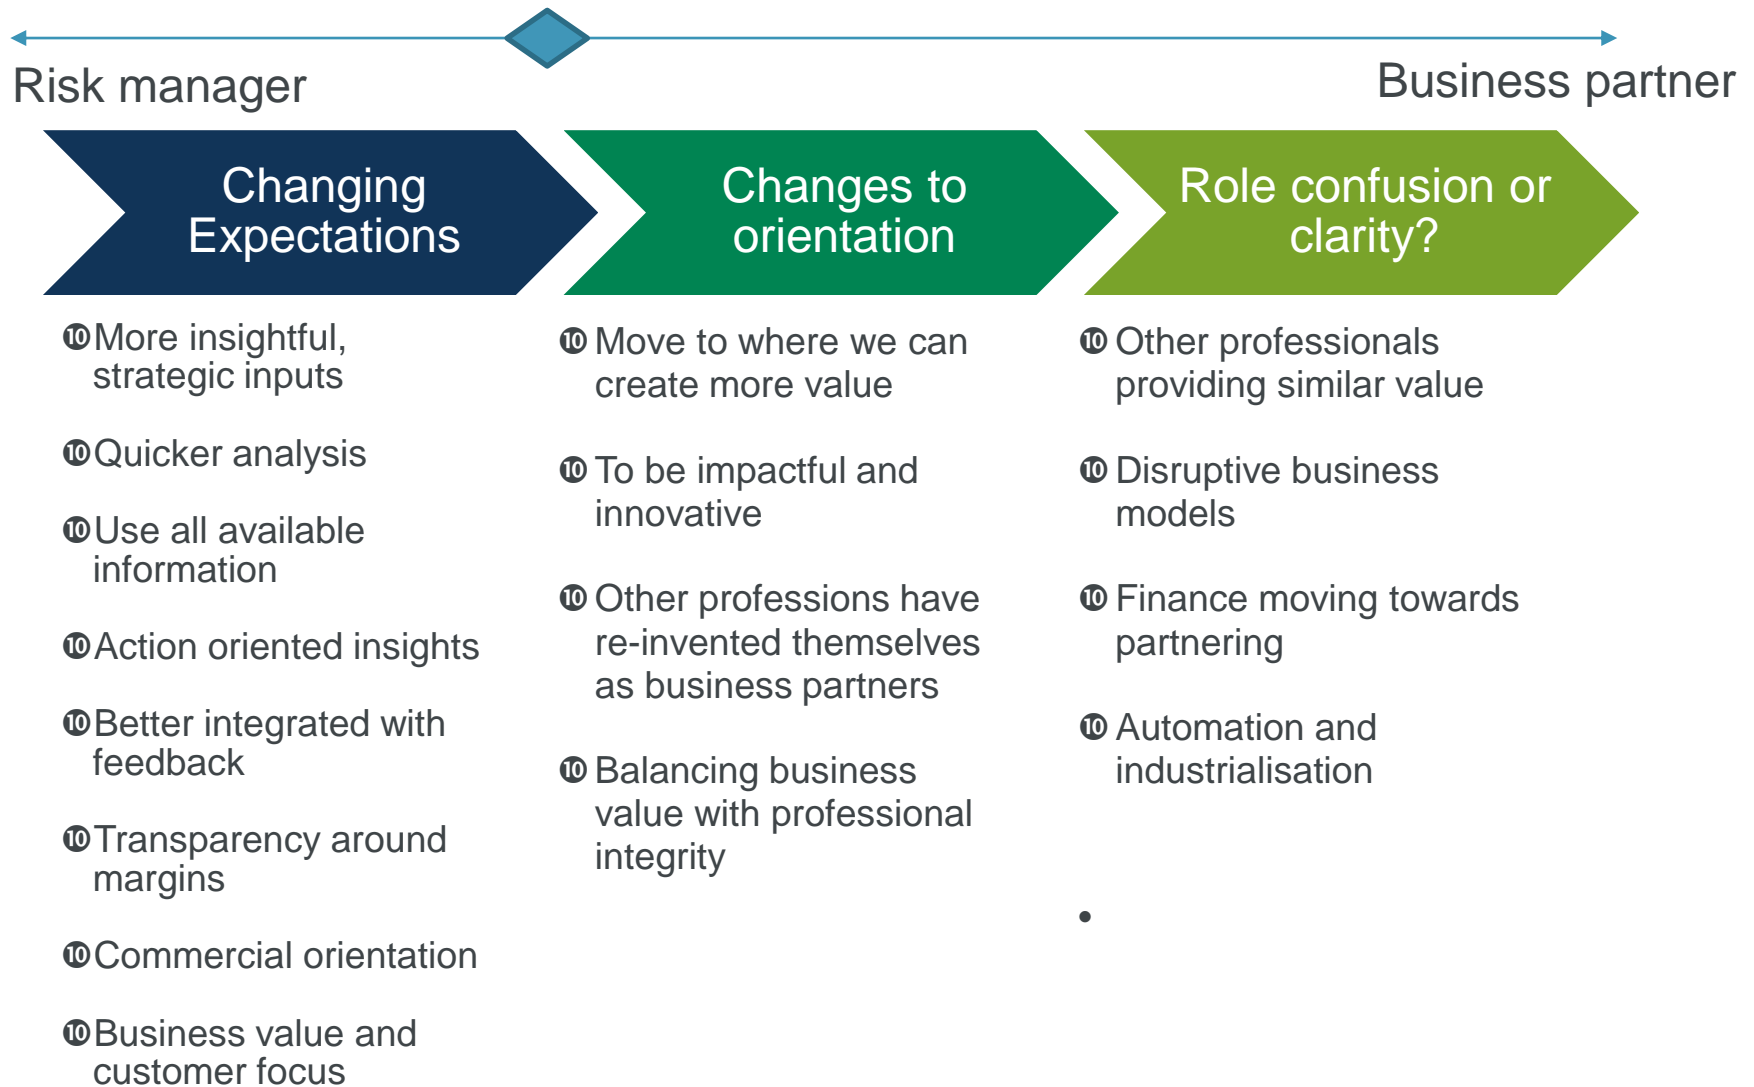 Risk manager
Business partner
Changing
Expectations
❿More insightful,
strategic inputs
❿Quicker analysis
❿Use all available
information
❿Action oriented insights
❿Better integrated with
feedback
❿Transparency around
margins
❿Commercial orientation
❿Business value and
customer focus
Changes to
orientation
❿ Move to where we can
create more value
❿ To be impactful and
innovative
❿ Other professions have
re-invented themselves
as business partners
❿ Balancing business
value with professional
integrity
Role confusion or
clarity?
❿ Other professionals
providing similar value
❿ Disruptive business
models
❿ Finance moving towards
partnering
❿ Automation and
industrialisation
•